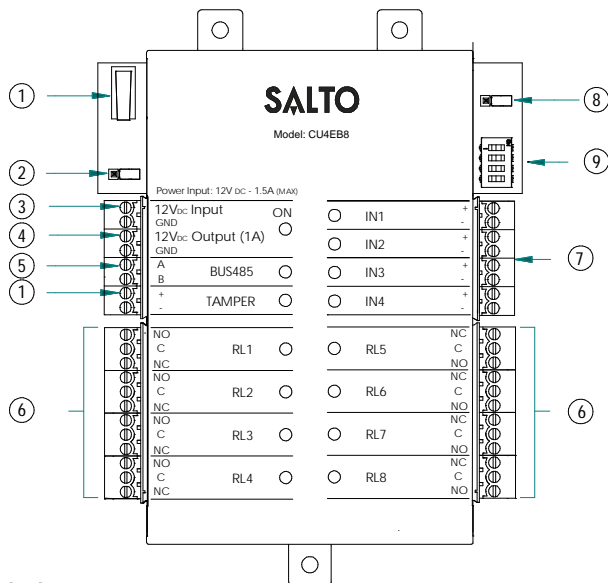 SALTO
Model: CU4EB8
Power Input: 12V DC - 1.5A (MAX)
1
2
3
4
5
1
6
12VDC Input
GND
12VDC Output (1A)
GND
ON
A
B
BUS485
+
-
TAMPER
NO
C
NC
RL1
NO
C
NC
RL2
NO
C
NC
RL3
NO
C
NC
RL4
IN1
+
-
IN2
IN3
+
-
IN4
+
-
RL5
NC
C
NO
RL6
NC
C
NO
RL7
NC
C
NO
RL8
NC
C
NO
8
9
7
6